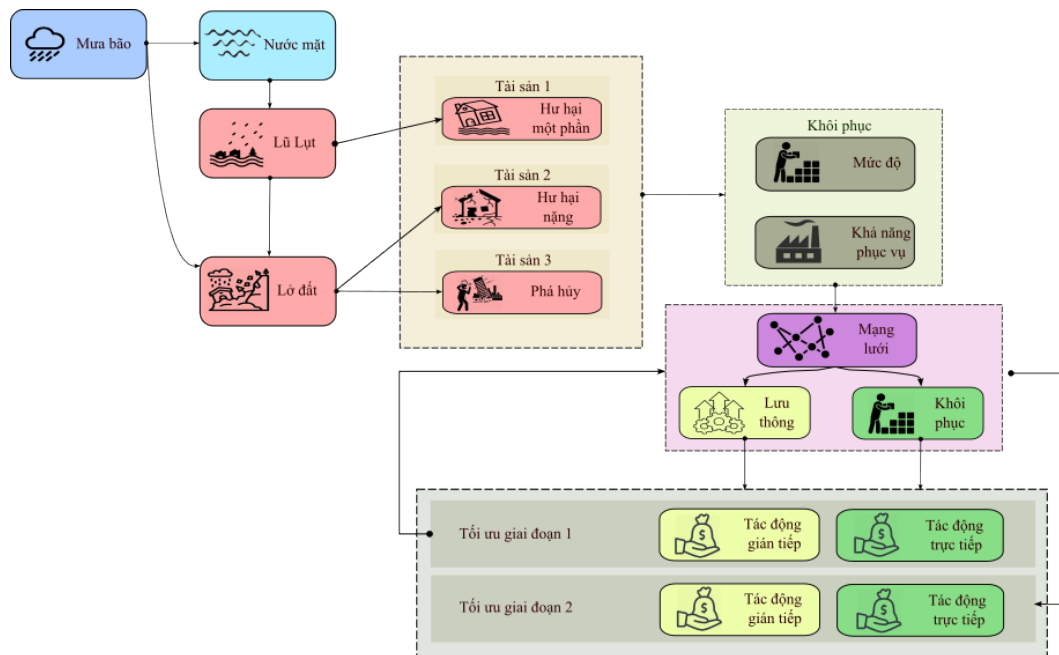 Mưa bão
Nước mặt
Lũ Lụt
Lở đất
Tài sản 1
Hư hại
một phần
Tài sản 2
Hư hại
nặng
Tài sản 3
Phá hủy
Khôi phục
Mức độ
Khả năng
phục vụ
Mạng
lưới
Lưu
thông
Khôi
phục
Tối ưu giai đoạn 1
Tác động
gián tiếp
Tác động
trực tiếp
Tối ưu giai đoạn 2
Tác động
gián tiếp
Tác động
trực tiếp